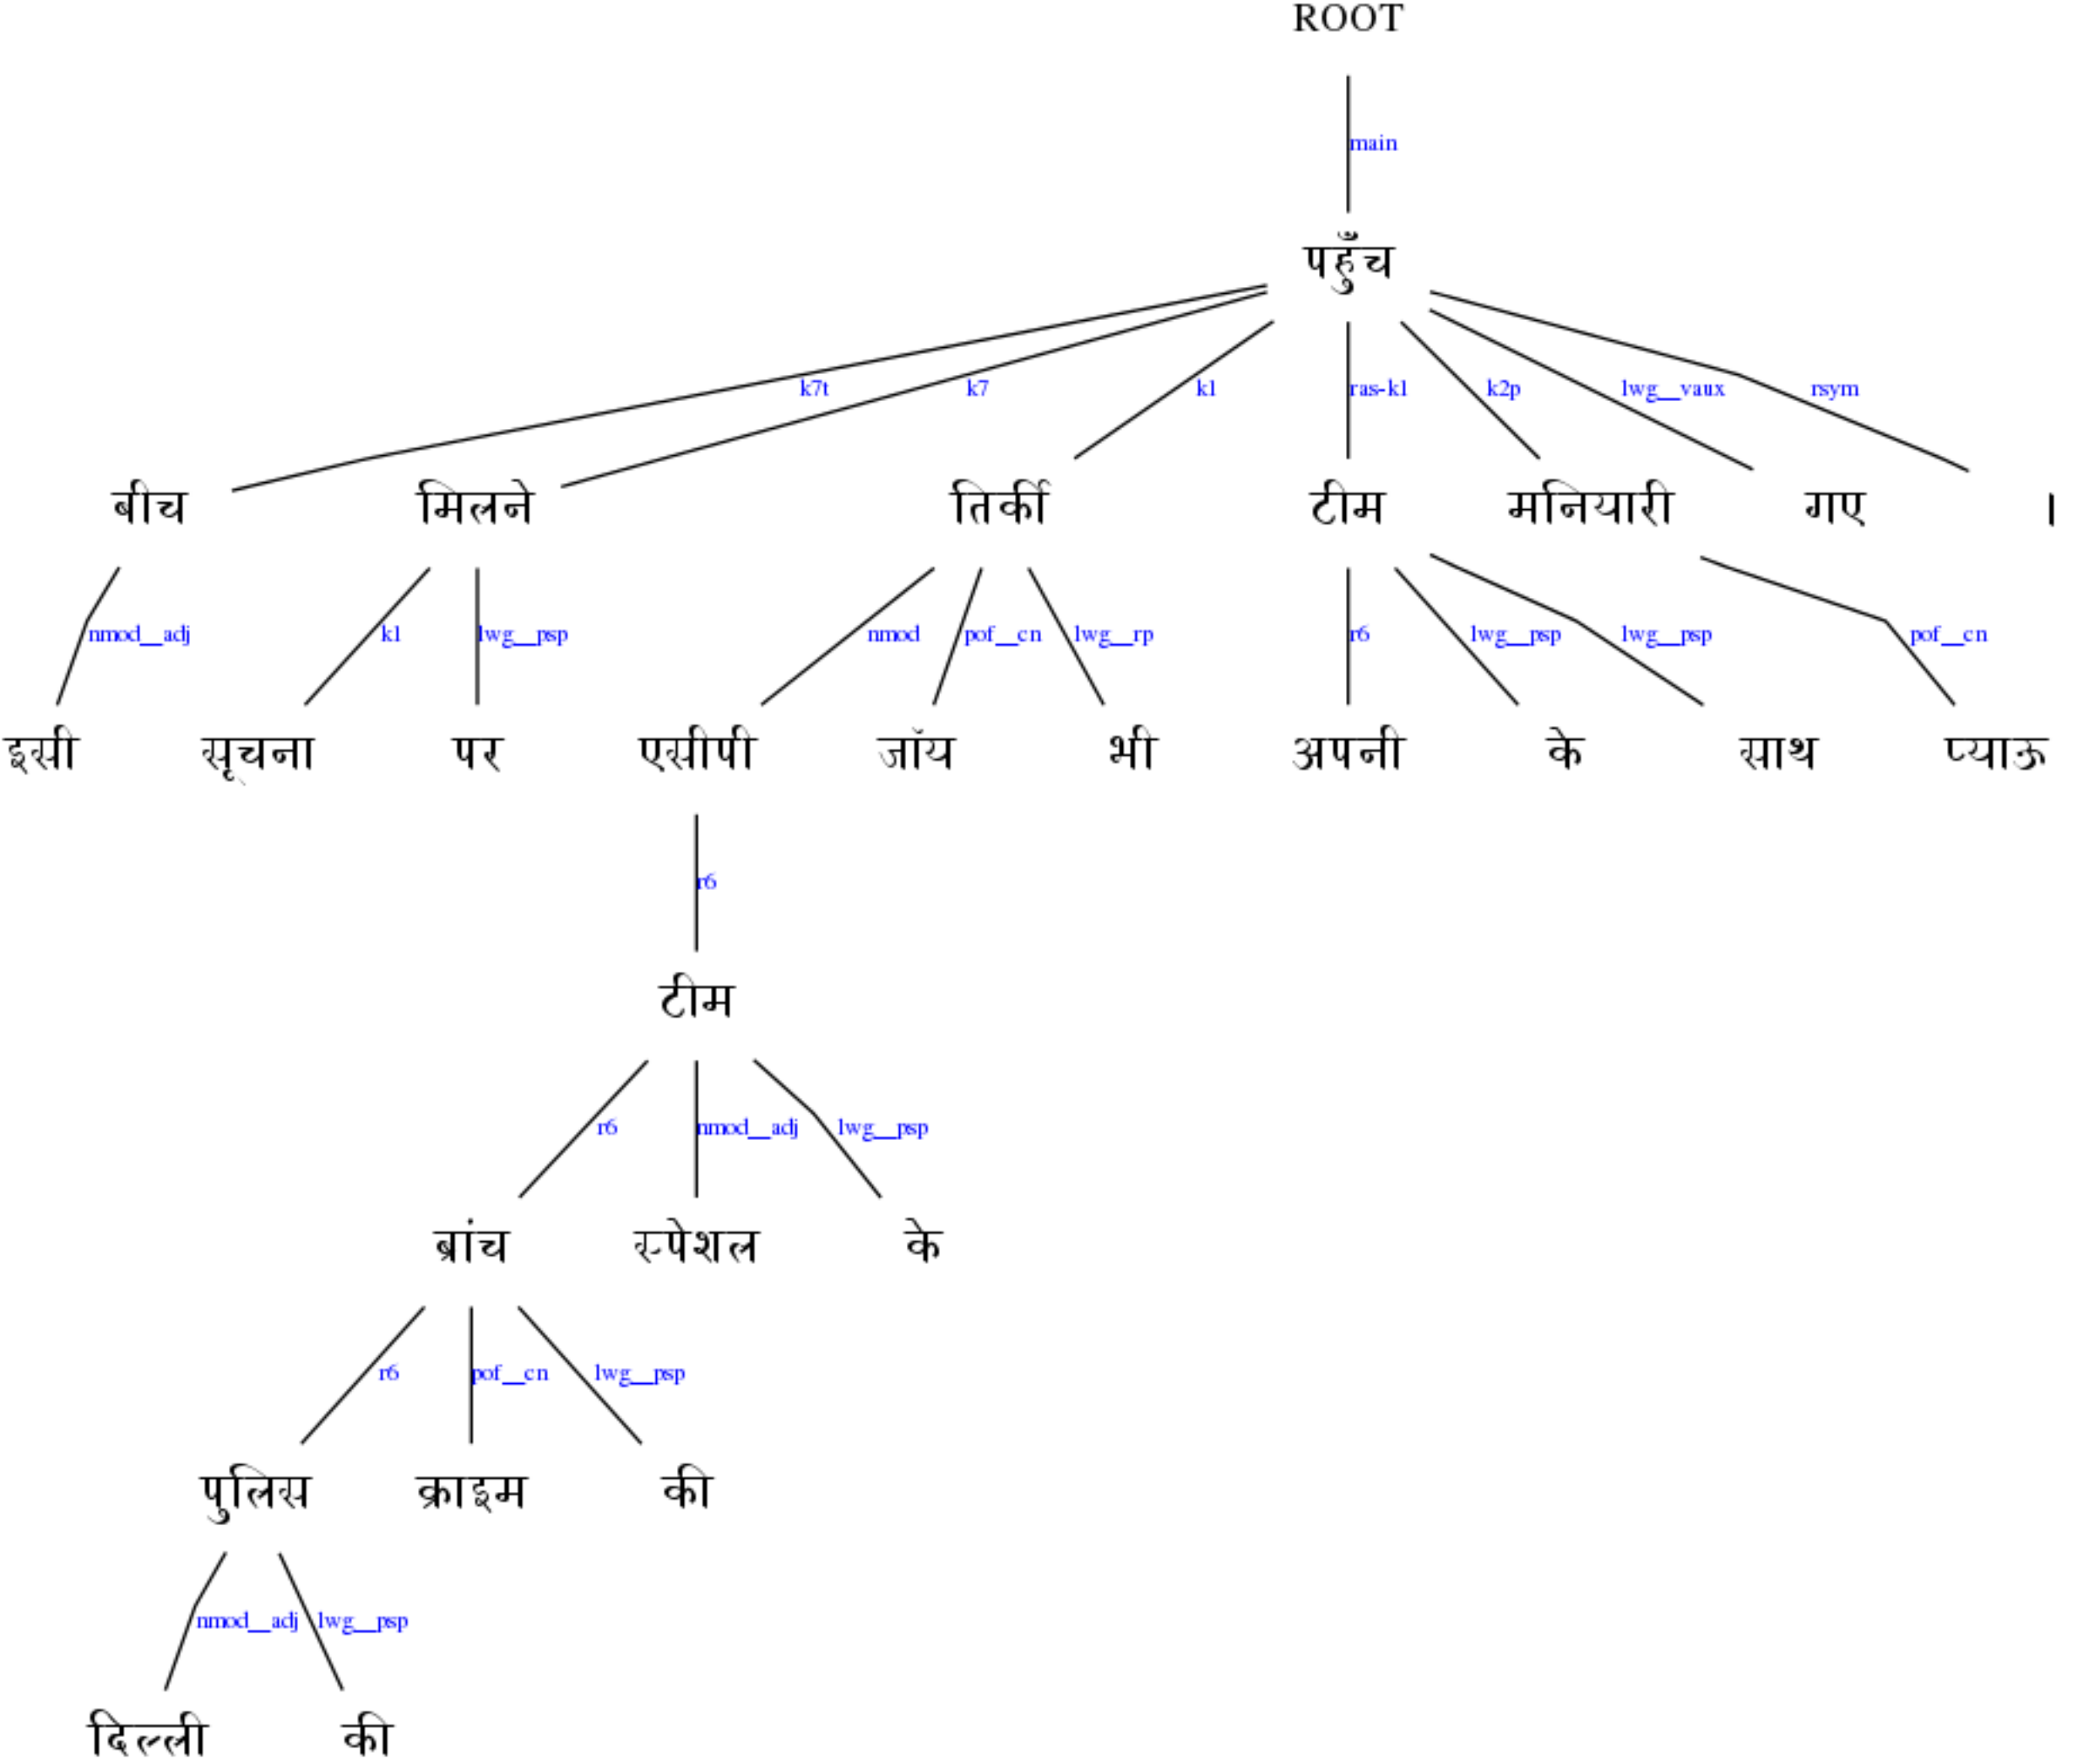 ROOT
main
पहुँच
k7t k7 k1 ras-k1 k2p lwg__vaux rsym
बीच मिलने तिर्की टीम मनियारी गए ।
nmod__adj k1 lwg__psp nmod pof__cn lwg__rp r6 lwg__psp lwg__psp pof__cn
इसी सूचना पर एसीपी जॉय भी अपनी के साथ प्याऊ
r6
टीम
r6 nmod__adj lwg__psp
ब्रांच स्पेशल के
r6 pof__cn lwg__psp
पुलिस क्राइम की
nmod__adj lwg__psp
दिल्ली की